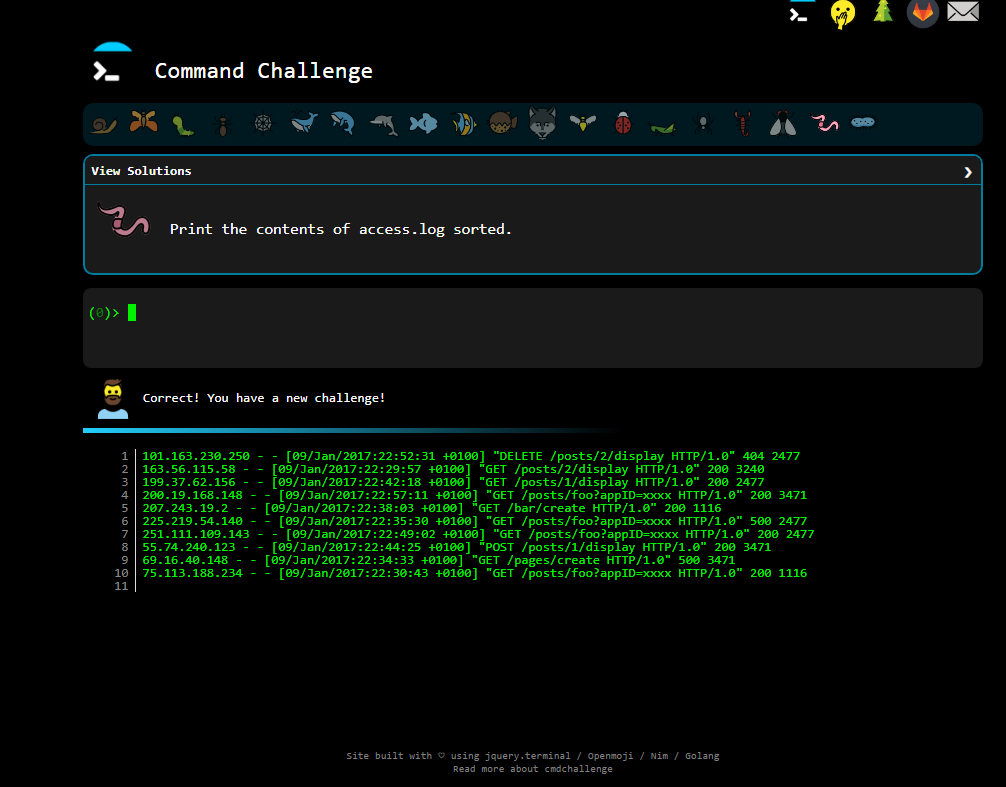 Command Challenge
View Solutions
Print the contents of access.log sorted.
(0)>
Correct! You have a new challenge!
1 101.163.230.250 - - [09/Jan/2017:22:52:31 +0100] "DELETE /posts/2/display HTTP/1.0" 404 2477
2 163.56.115.58 - - [09/Jan/2017:22:29:57 +0100] "GET /posts/2/display HTTP/1.0" 200 3240
3 199.37.62.156 - - [09/Jan/2017:22:42:18 +0100] "GET /posts/1/display HTTP/1.0" 200 2477
4 200.19.168.148 - - [09/Jan/2017:22:57:11 +0100] "GET /posts/foo?appID=xxxx HTTP/1.0" 200 3471
5 207.243.19.2 - - [09/Jan/2017:22:38:03 +0100] "GET /bar/create HTTP/1.0" 200 1116
6 225.219.54.140 - - [09/Jan/2017:22:35:30 +0100] "GET /posts/foo?appID=xxxx HTTP/1.0" 500 2477
7 251.111.109.143 - - [09/Jan/2017:22:49:02 +0100] "GET /posts/foo?appID=xxxx HTTP/1.0" 200 2477
8 55.74.240.123 - - [09/Jan/2017:22:44:25 +0100] "POST /posts/1/display HTTP/1.0" 200 3471
9 69.16.40.148 - - [09/Jan/2017:22:34:33 +0100] "GET /pages/create HTTP/1.0" 500 3471
10 75.113.188.234 - - [09/Jan/2017:22:30:43 +0100] "GET /posts/foo?appID=xxxx HTTP/1.0" 200 1116
11
Site built with ♡ using jquery.terminal / Openmoji / Nim / Golang
Read more about cmdchallenge